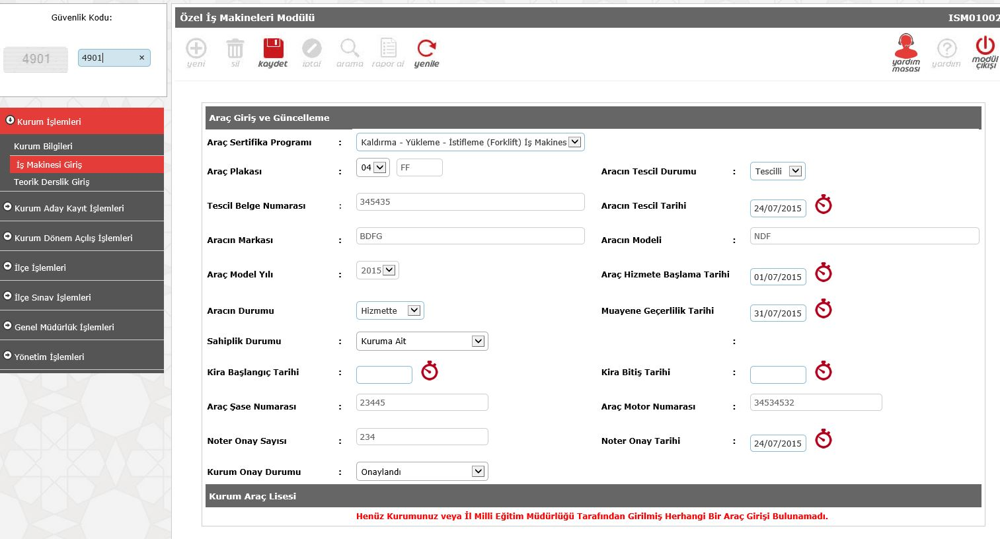 Güvenlik Kodu:
4901
4901
Özel İş Makineleri Modülü ISM01002
yeni sil kaydet iptal arama rapor al yenile yardım masası yardım modül çıkışı
Kurum İşlemleri
Kurum Bilgileri
İş Makinesi Giriş
Teorik Derslik Giriş
Kurum Aday Kayıt İşlemleri
Kurum Dönem Açılış İşlemleri
İlçe İşlemleri
İlçe Sınav İşlemleri
Genel Müdürlük İşlemleri
Yönetim İşlemleri
Araç Giriş ve Güncelleme
Araç Sertifika Programı : Kaldırma - Yükleme - İstifleme (Forklift) İş Makines
Araç Plakası : 04 FF Aracın Tescil Durumu : Tescilli
Tescil Belge Numarası : 345435 Aracın Tescil Tarihi : 24/07/2015
Aracın Markası : BDFG Aracın Modeli : NDF
Araç Model Yılı : 2015 Araç Hizmete Başlama Tarihi : 01/07/2015
Aracın Durumu : Hizmette Muayene Geçerlilik Tarihi : 31/07/2015
Sahiplik Durumu : Kuruma Ait :
Kira Başlangıç Tarihi : Kira Bitiş Tarihi :
Araç Şase Numarası : 23445 Araç Motor Numarası : 34534532
Noter Onay Sayısı : 234 Noter Onay Tarihi : 24/07/2015
Kurum Onay Durumu : Onaylandı
Kurum Araç Lisesi
Henüz Kurumunuz veya İl Milli Eğitim Müdürlüğü Tarafından Girilmiş Herhangi Bir Araç Girişi Bulunamadı.